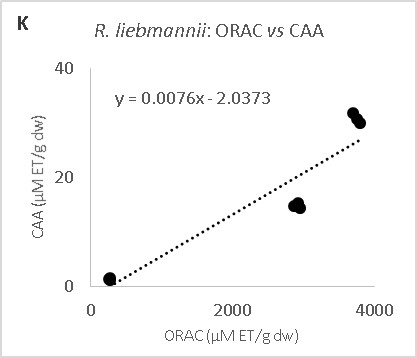 K
R. liebmannii: ORAC vs CAA
40
y = 0.0076x - 2.0373
CAA (µM ET/g dw)
20
0
0 2000 4000
ORAC (µM ET/g dw)